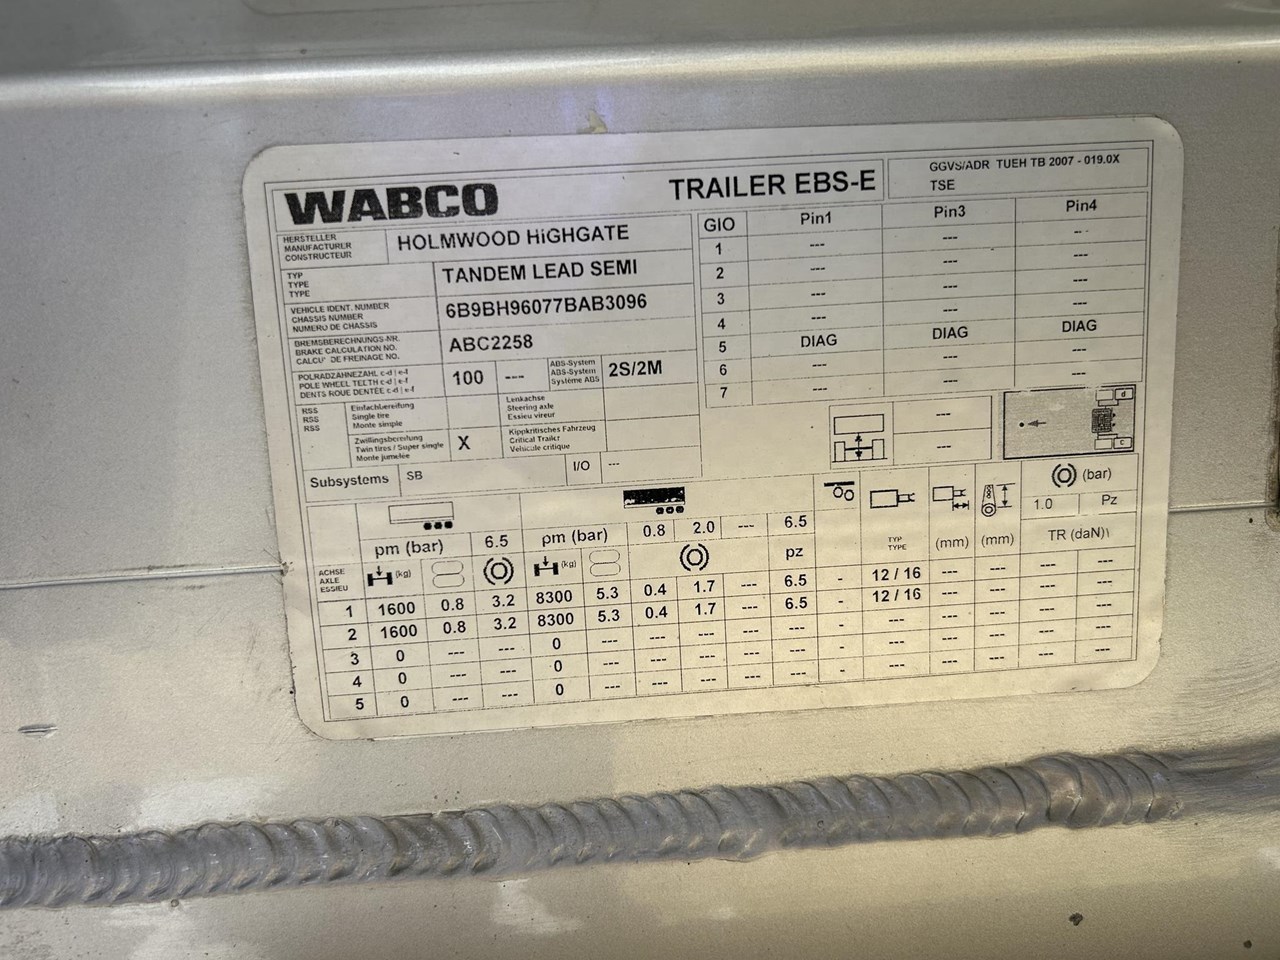 WABCO TRAILER EBS-E
GGVS/ADR TUEH TB 2007 - 019.0X
TSE
HERSTELLER
MANUFACTURER
CONSTRUCTEUR
HOLMWOOD HiGHGATE
TYP
TYPE
TYPE
TANDEM LEAD SEMI
VEHICLE IDENT. NUMBER
CHASSIS NUMBER
NUMERO DE CHASSIS
6B9BH96077BAB3096
BREMSBERECHNUNGS-NR.
BRAKE CALCULATION NO.
CALCU' DE FREINAGE NO.
ABC2258
POLRADZÄHNEZAHL c-d | e-f
POLE WHEEL TEETH c-d | e-f
DENTS ROUE DENTÉE c-d | e-f
100 ---
ABS-System
ABS-System
Système ABS
2S/2M
RSS
RSS
RSS
Einfachbereifung
Single tire
Monte simple
Lenkachse
Steering axle
Essieu vireur
Zwillingsbereifung
Twin tires / Super single
Monte jumelée
X
Kippkritisches Fahrzeug
Critical Trailer
Vehicule critique
Subsystems SB I/O ---
GIO Pin1 Pin3 Pin4
1 --- --- ---
2 --- --- ---
3 --- --- ---
4 --- --- ---
5 DIAG DIAG DIAG
6 --- --- ---
7 --- --- ---
---
---
d
c
pm (bar) 6.5 pm (bar) 0.8 2.0 --- 6.5
(bar)
1.0 Pz
ACHSE
AXLE
ESSIEU
(kg) (kg) pz
TYP
TYPE
(mm) (mm) TR (daN)
1 1600 0.8 3.2 8300 5.3 0.4 1.7 --- 6.5 - 12 / 16 --- --- --- ---
2 1600 0.8 3.2 8300 5.3 0.4 1.7 --- 6.5 - 12 / 16 --- --- --- ---
3 0 --- --- 0 --- --- --- --- --- - --- --- --- --- ---
4 0 --- --- 0 --- --- --- --- --- - --- --- --- --- ---
5 0 --- --- 0 --- --- --- --- --- - --- --- --- --- ---